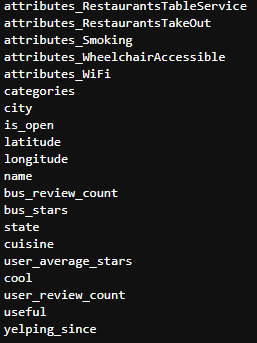 attributes_RestaurantsTableService
attributes_RestaurantsTakeOut
attributes_Smoking
attributes_WheelchairAccessible
attributes_WiFi
categories
city
is_open
latitude
longitude
name
bus_review_count
bus_stars
state
cuisine
user_average_stars
cool
user_review_count
useful
yelping_since